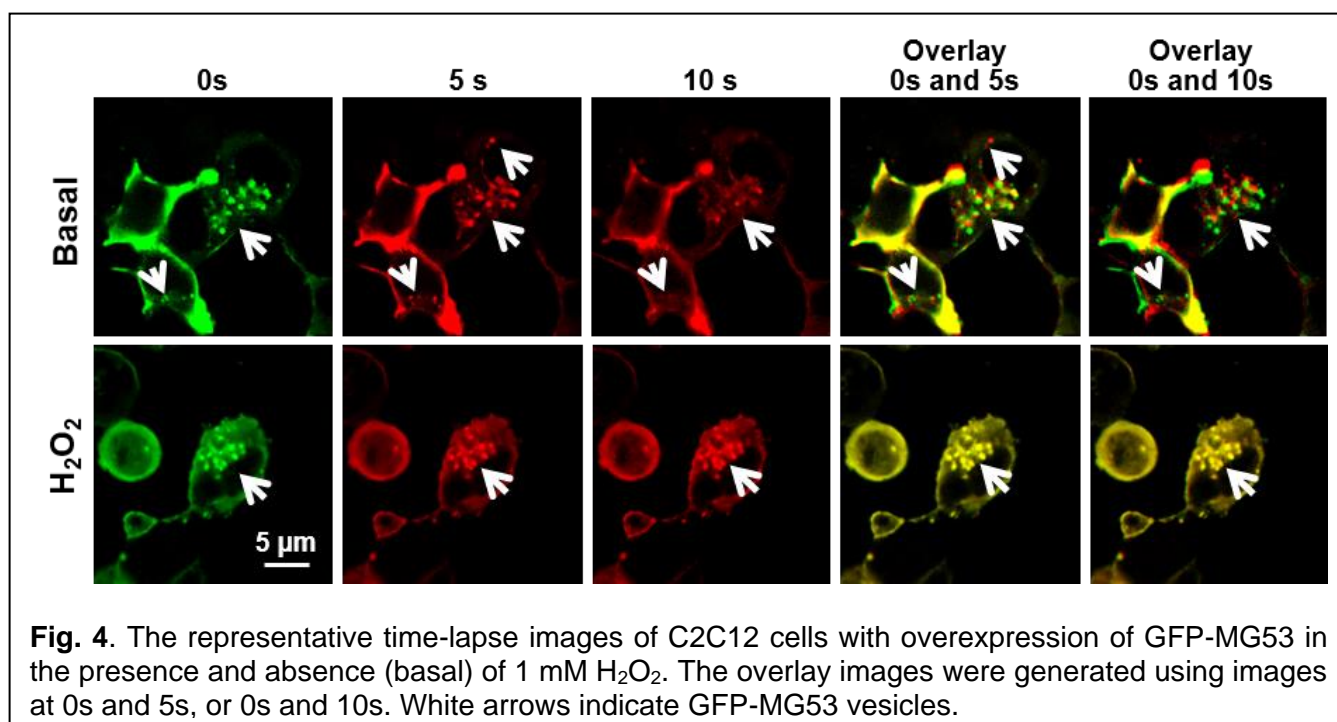 Overlay Overlay
0s 5 s 10 s 0s and 5s 0s and 10s
Basal
H₂O₂
5 µm
Fig. 4. The representative time-lapse images of C2C12 cells with overexpression of GFP-MG53 in
the presence and absence (basal) of 1 mM H₂O₂. The overlay images were generated using images
at 0s and 5s, or 0s and 10s. White arrows indicate GFP-MG53 vesicles.